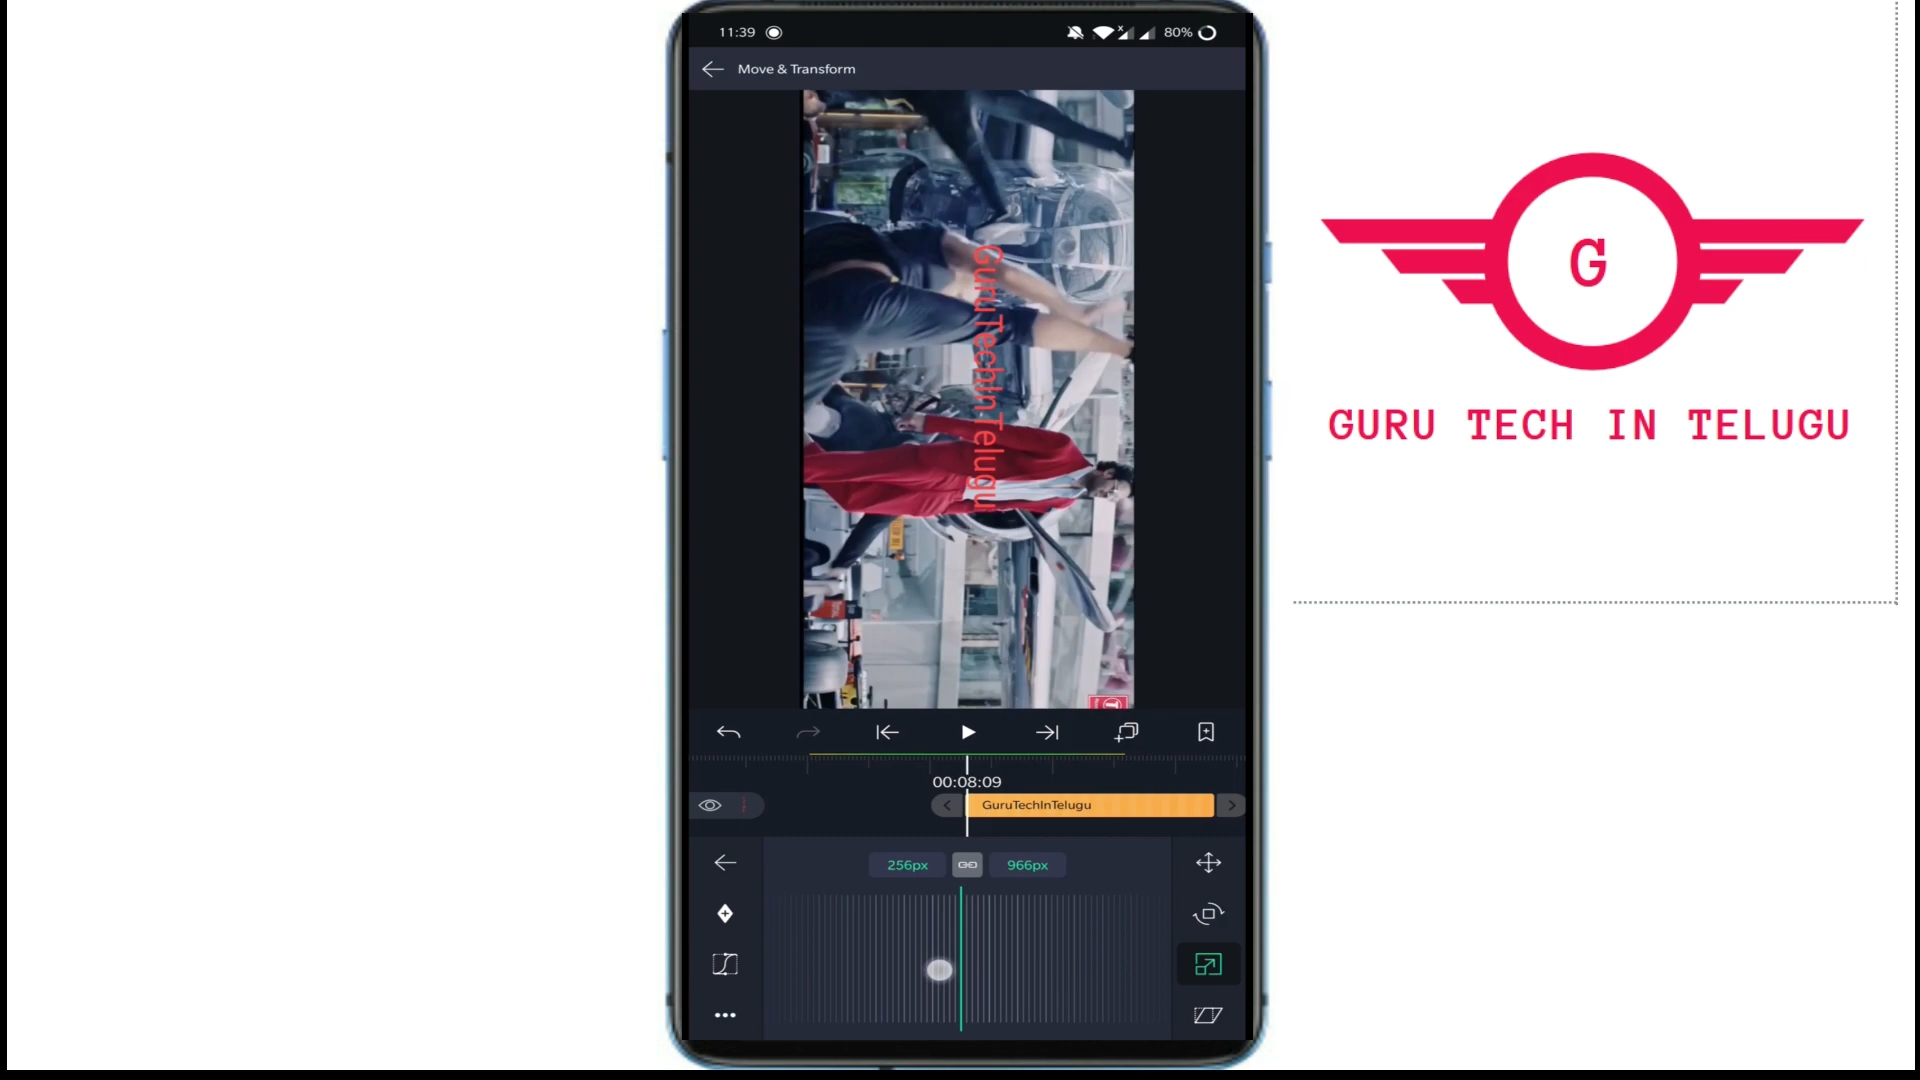 11:39
80%
Move & Transform
GuruTechInTelugu
00:08:09
GuruTechInTelugu
256px
966px
G
GURU TECH IN TELUGU